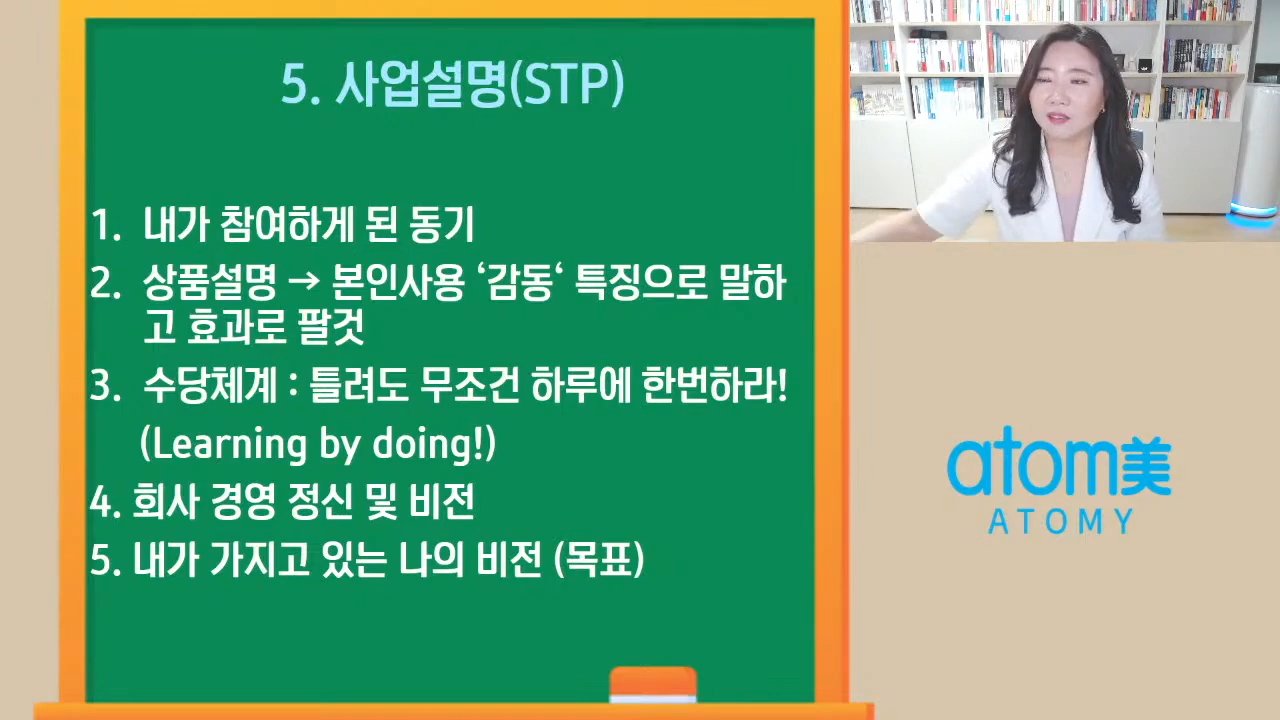 5. 사업설명(STP)
1. 내가 참여하게 된 동기
2. 상품설명 → 본인사용 ‘감동‘ 특징으로 말하
고 효과로 팔것
3. 수당체계 : 틀려도 무조건 하루에 한번하라!
(Learning by doing!)
4. 회사 경영 정신 및 비전
5. 내가 가지고 있는 나의 비전 (목표)
atom美
ATOMY